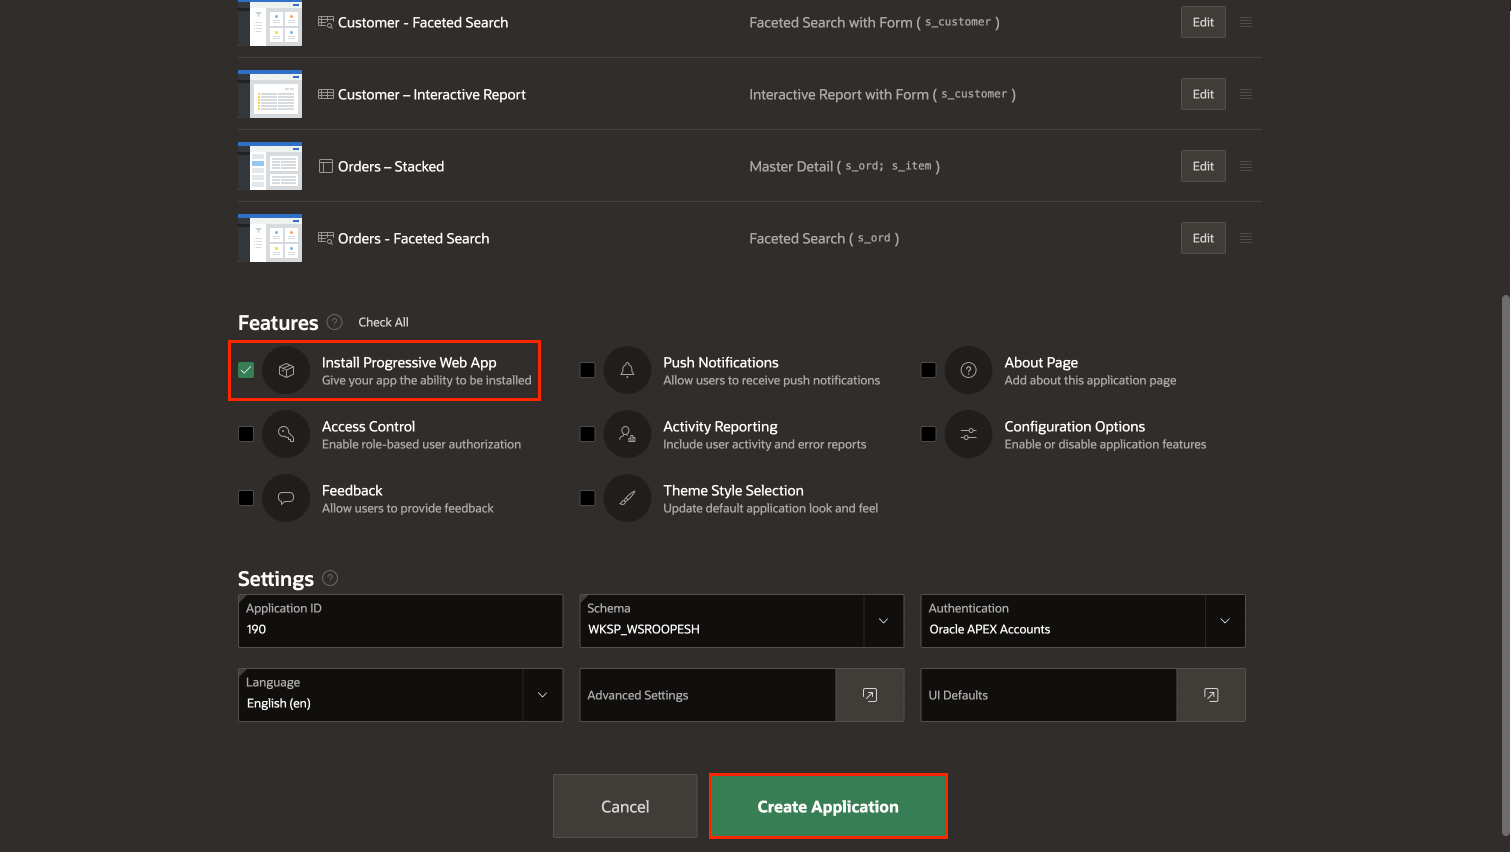 Customer - Faceted Search
Faceted Search with Form ( s_customer )
Edit
Customer – Interactive Report
Interactive Report with Form ( s_customer )
Edit
Orders – Stacked
Master Detail ( s_ord; s_item )
Edit
Orders - Faceted Search
Faceted Search ( s_ord )
Edit
Features ? Check All
Install Progressive Web App
Give your app the ability to be installed
Push Notifications
Allow users to receive push notifications
? About Page
Add about this application page
Access Control
Enable role-based user authorization
Activity Reporting
Include user activity and error reports
Configuration Options
Enable or disable application features
Feedback
Allow users to provide feedback
Theme Style Selection
Update default application look and feel
Settings ?
Application ID
190
Schema
WKSP_WSROOPESH
Authentication
Oracle APEX Accounts
Language
English (en)
Advanced Settings
UI Defaults
Cancel
Create Application